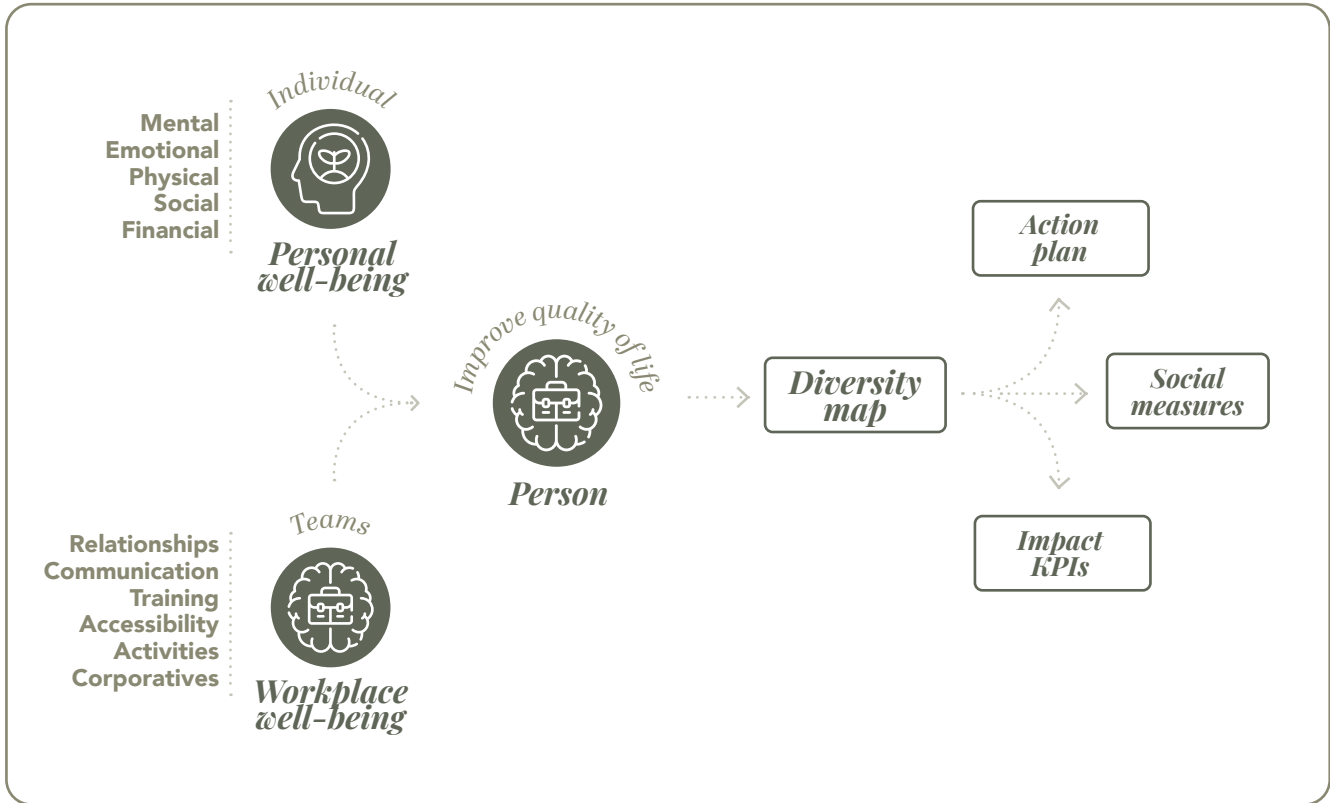 Individual
Mental
Emotional
Physical
Social
Financial
Personal
well-being
Teams
Relationships
Communication
Training
Accessibility
Activities
Corporatives
Workplace
well-being
Improve quality of life
Person
Diversity
map
Action
plan
Social
measures
Impact
KPIs